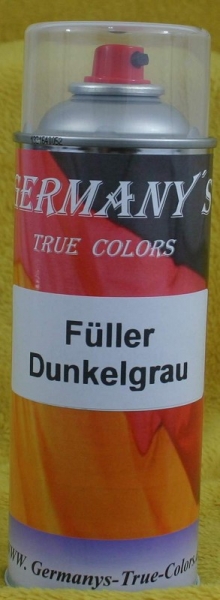 GERMANY´S
TRUE COLORS
Füller
Dunkelgrau
www. Germanys-True-Colors.